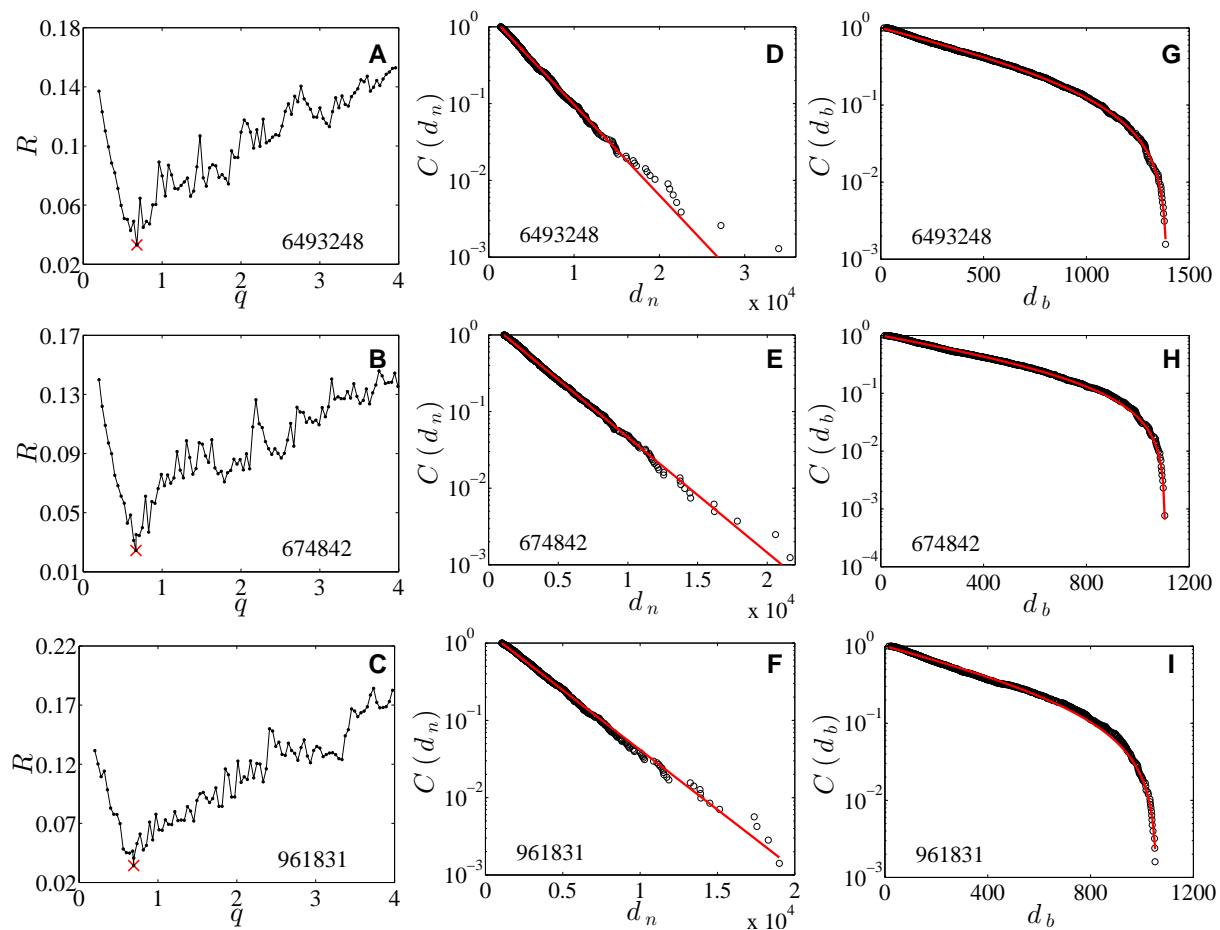 A
R
0.18
0.14
0.1
0.06
0.02
0 1 2 3 4
q
6493248
D
C ( d n )
10^0
10^-1
10^-2
10^-3
0 1 2 3
d n
x 10^4
6493248
G
C ( d b )
10^0
10^-1
10^-2
10^-3
0 500 1000 1500
d b
6493248
B
R
0.17
0.13
0.09
0.05
0.01
0 1 2 3 4
q
674842
E
C ( d n )
10^0
10^-1
10^-2
10^-3
0 0.5 1 1.5 2
d n
x 10^4
674842
H
C ( d b )
10^0
10^-1
10^-2
10^-3
10^-4
0 400 800 1200
d b
674842
C
R
0.22
0.17
0.12
0.07
0.02
0 1 2 3 4
q
961831
F
C ( d n )
10^0
10^-1
10^-2
10^-3
0 0.5 1 1.5 2
d n
x 10^4
961831
I
C ( d b )
10^0
10^-1
10^-2
10^-3
0 400 800 1200
d b
961831